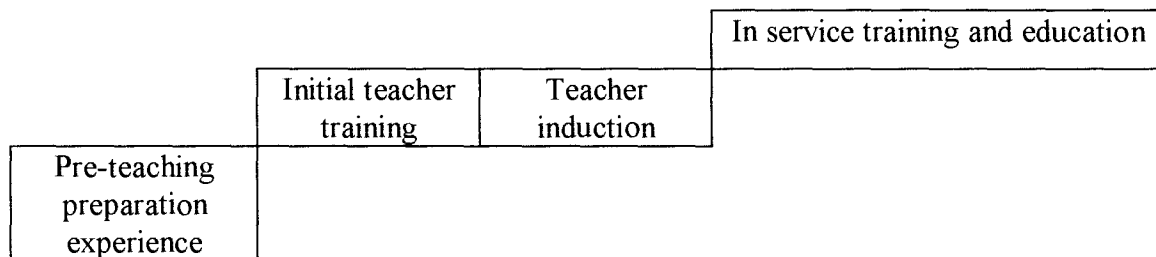 In service training and education
Initial teacher
training
Teacher
induction
Pre-teaching
preparation
experience